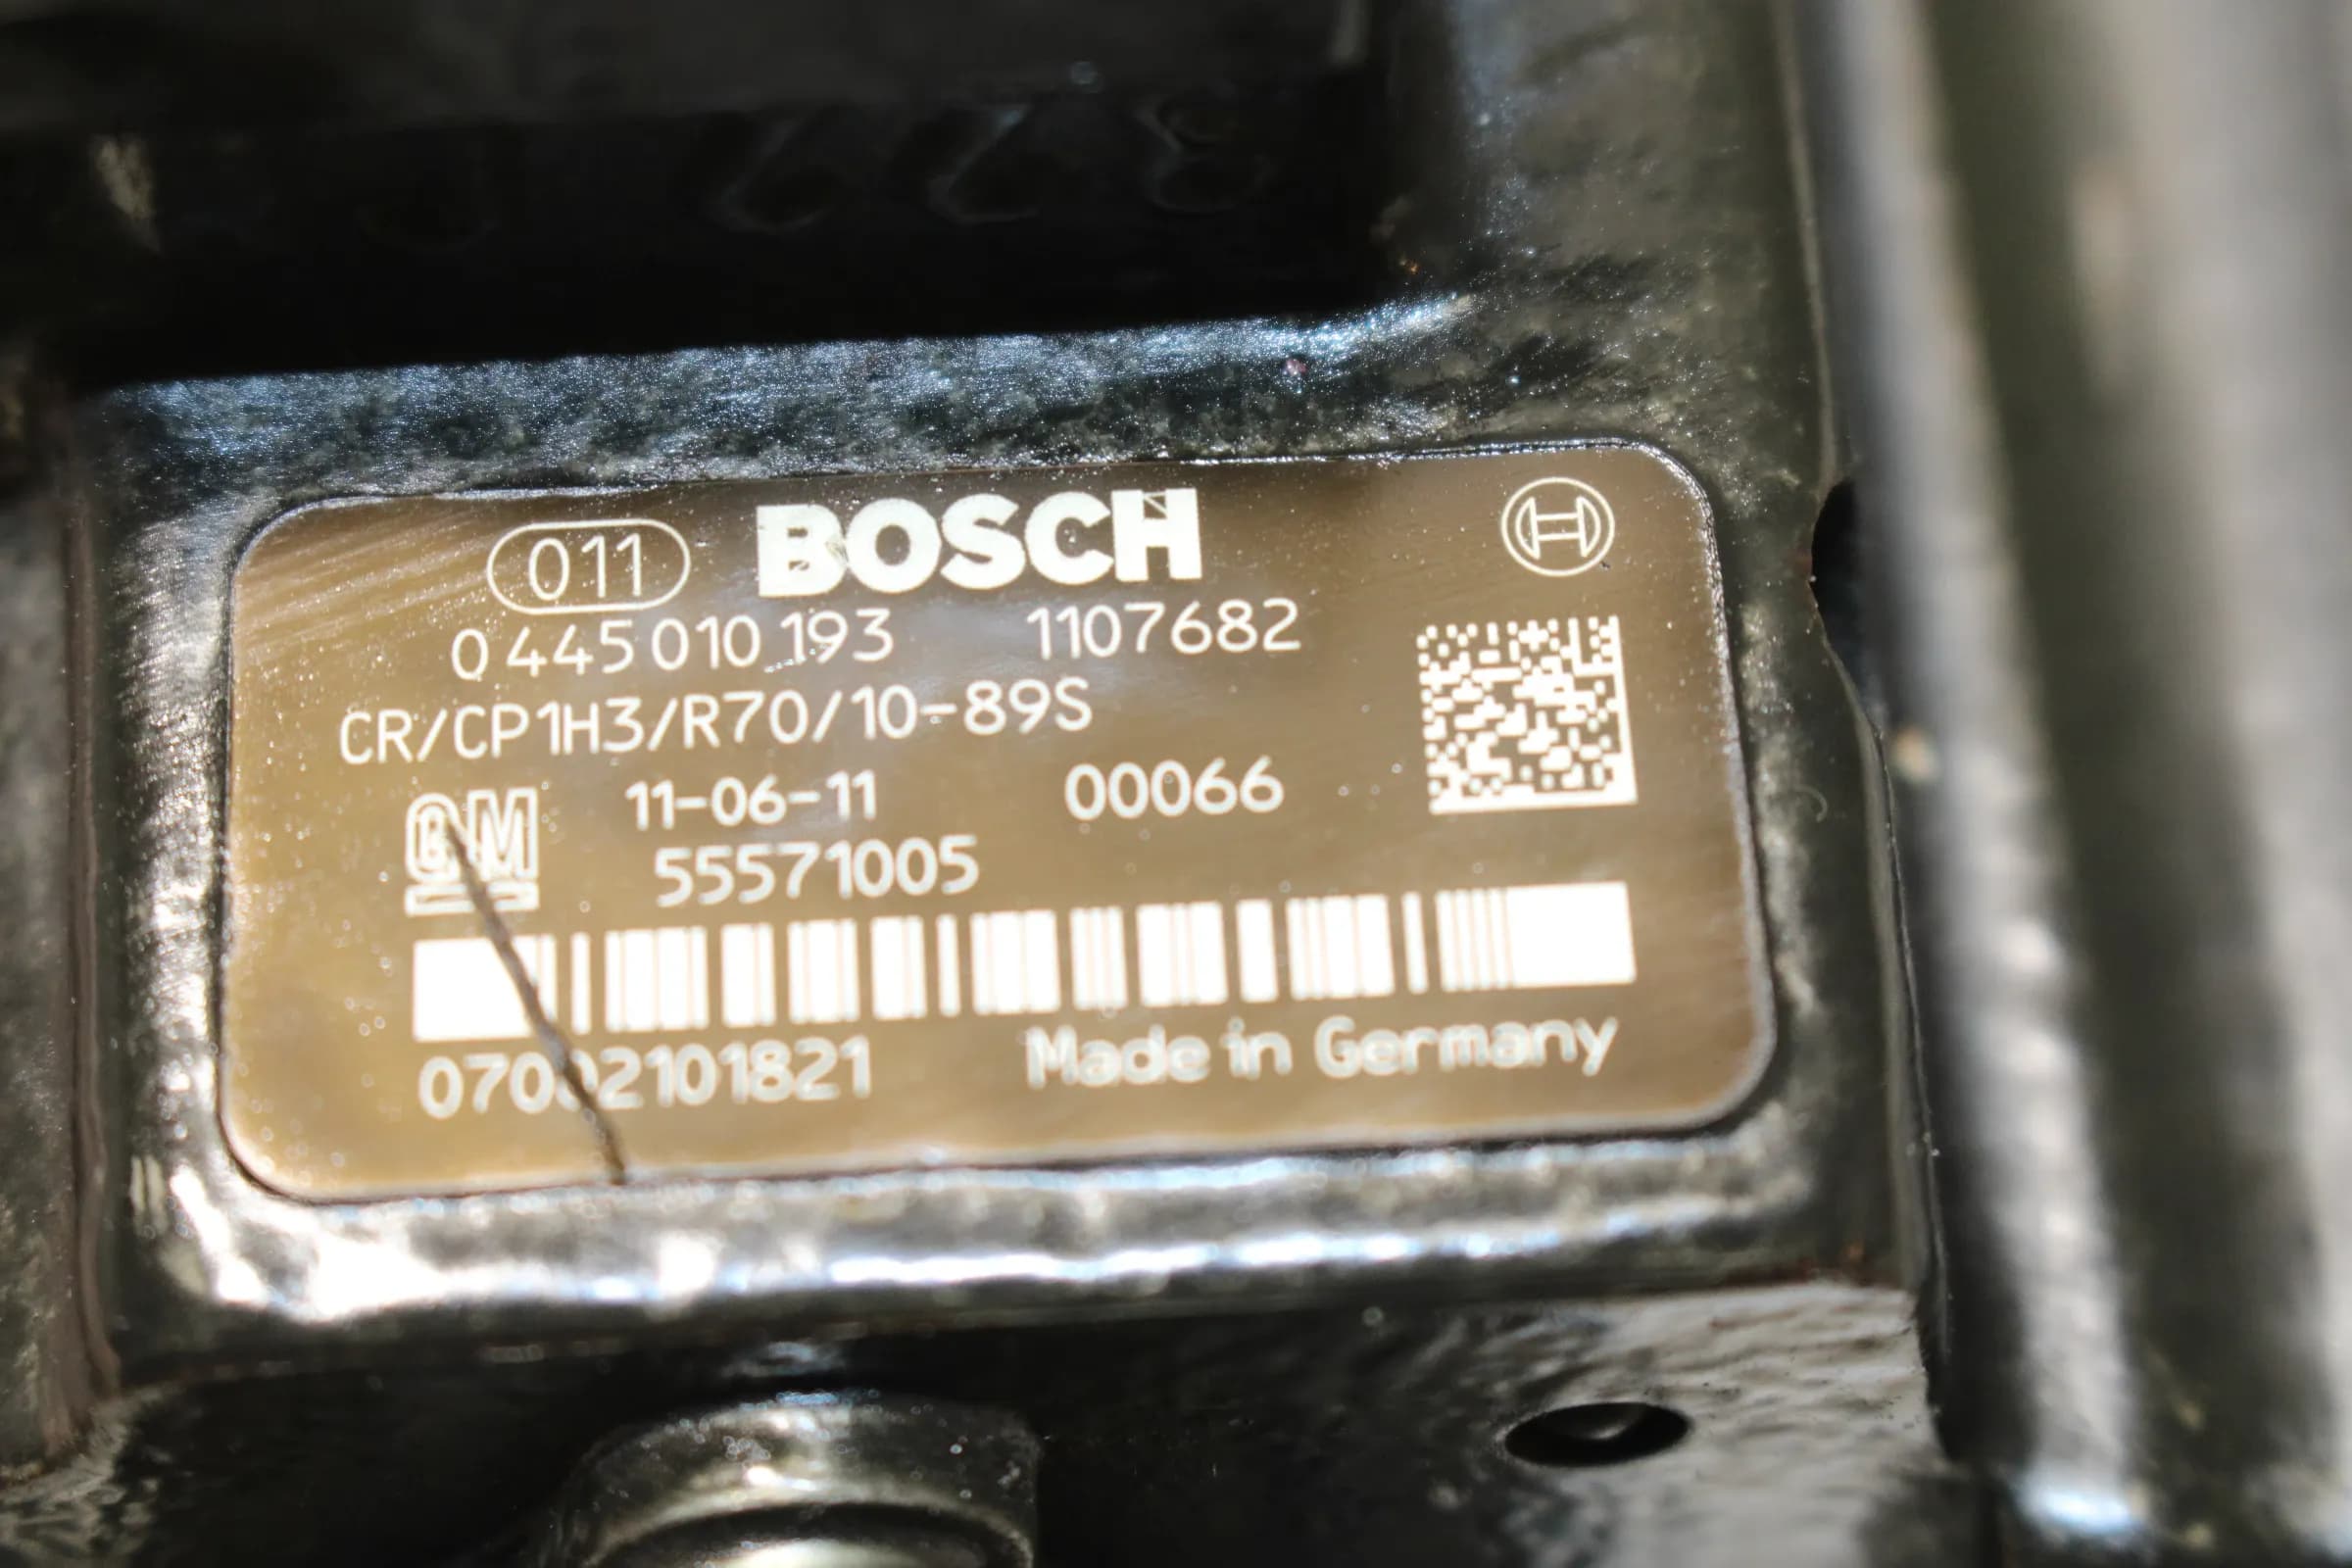 011 BOSCH
0 445 010 193 1107682
CR/CP1H3/R70/10-89S
GM 11-06-11 00066
55571005
07002101821 Made in Germany